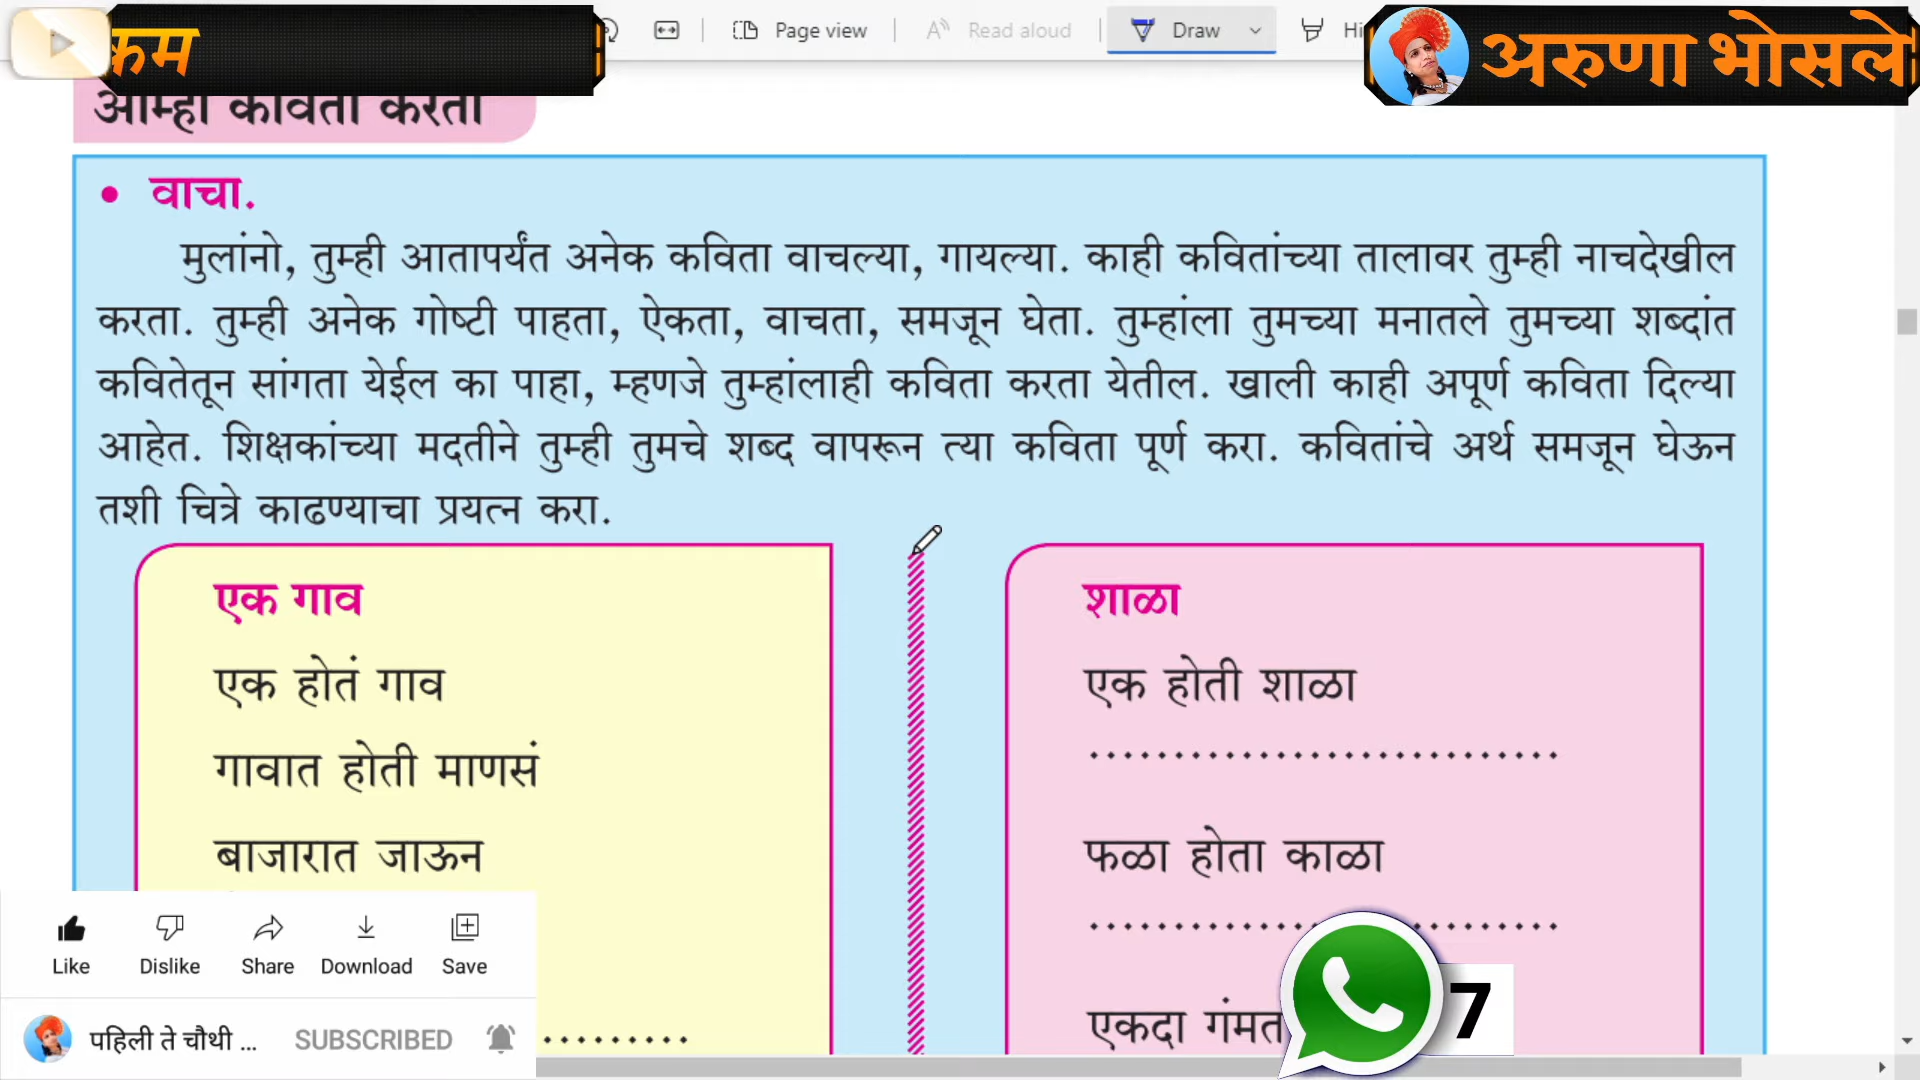 क्रम
Page view
Read aloud
Draw
अरुणा भोसले
आम्ही कविता करतो
• वाचा.
मुलांनो, तुम्ही आतापर्यंत अनेक कविता वाचल्या, गायल्या. काही कवितांच्या तालावर तुम्ही नाचदेखील
करता. तुम्ही अनेक गोष्टी पाहता, ऐकता, वाचता, समजून घेता. तुम्हांला तुमच्या मनातले तुमच्या शब्दांत
कवितेतून सांगता येईल का पाहा, म्हणजे तुम्हांलाही कविता करता येतील. खाली काही अपूर्ण कविता दिल्या
आहेत. शिक्षकांच्या मदतीने तुम्ही तुमचे शब्द वापरून त्या कविता पूर्ण करा. कवितांचे अर्थ समजून घेऊन
तशी चित्रे काढण्याचा प्रयत्न करा.
एक गाव
एक होतं गाव
गावात होती माणसं
बाजारात जाऊन
शाळा
एक होती शाळा
...........................
फळा होता काळा
...........................
एकदा गंमत
Like Dislike Share Download Save
पहिली ते चौथी ... SUBSCRIBED
.........
7